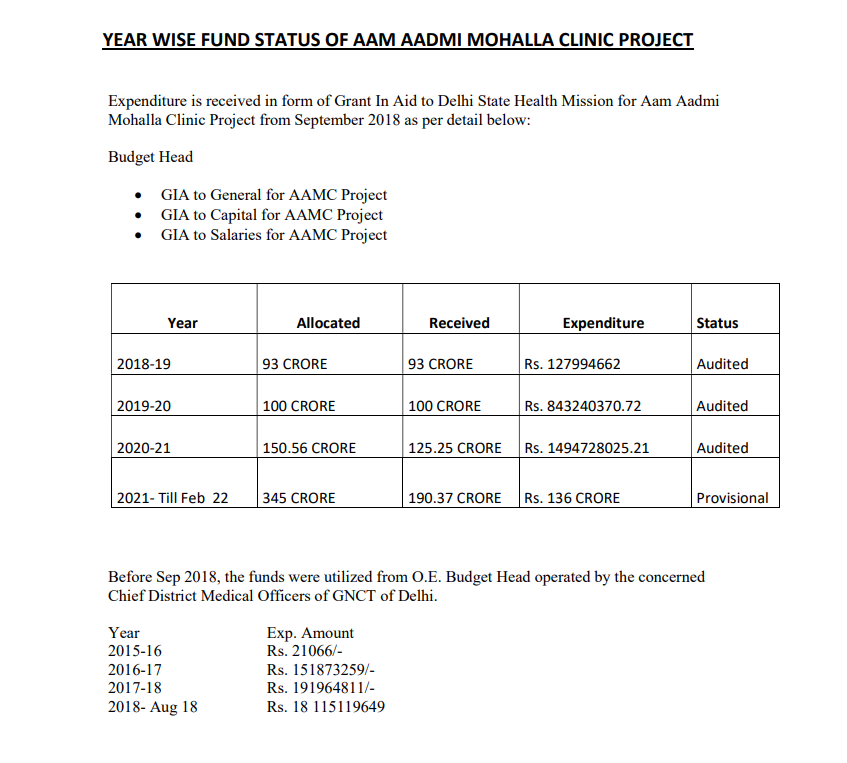 YEAR WISE FUND STATUS OF AAM AADMI MOHALLA CLINIC PROJECT
Expenditure is received in form of Grant In Aid to Delhi State Health Mission for Aam Aadmi
Mohalla Clinic Project from September 2018 as per detail below:
Budget Head
• GIA to General for AAMC Project
• GIA to Capital for AAMC Project
• GIA to Salaries for AAMC Project
Year Allocated Received Expenditure Status
2018-19 93 CRORE 93 CRORE Rs. 127994662 Audited
2019-20 100 CRORE 100 CRORE Rs. 843240370.72 Audited
2020-21 150.56 CRORE 125.25 CRORE Rs. 1494728025.21 Audited
2021- Till Feb 22 345 CRORE 190.37 CRORE Rs. 136 CRORE Provisional
Before Sep 2018, the funds were utilized from O.E. Budget Head operated by the concerned
Chief District Medical Officers of GNCT of Delhi.
Year Exp. Amount
2015-16 Rs. 21066/-
2016-17 Rs. 151873259/-
2017-18 Rs. 191964811/-
2018- Aug 18 Rs. 18 115119649